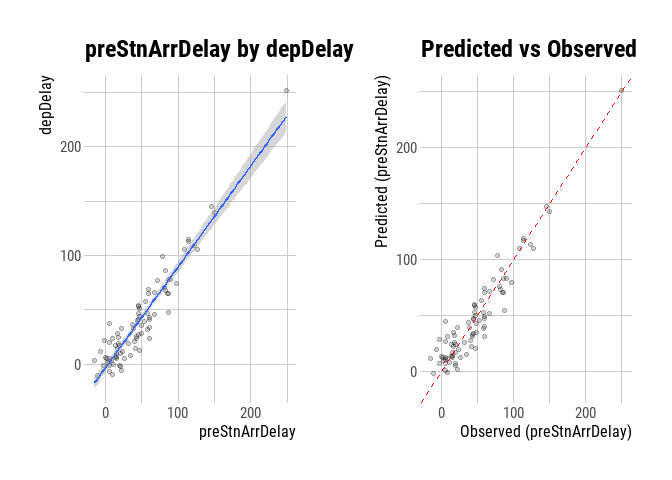 preStnArrDelay by depDelay
depDelay
200
100
0
0
100
200
preStnArrDelay
Predicted vs Observed
Predicted (preStnArrDelay)
200
100
0
0
100
200
Observed (preStnArrDelay)